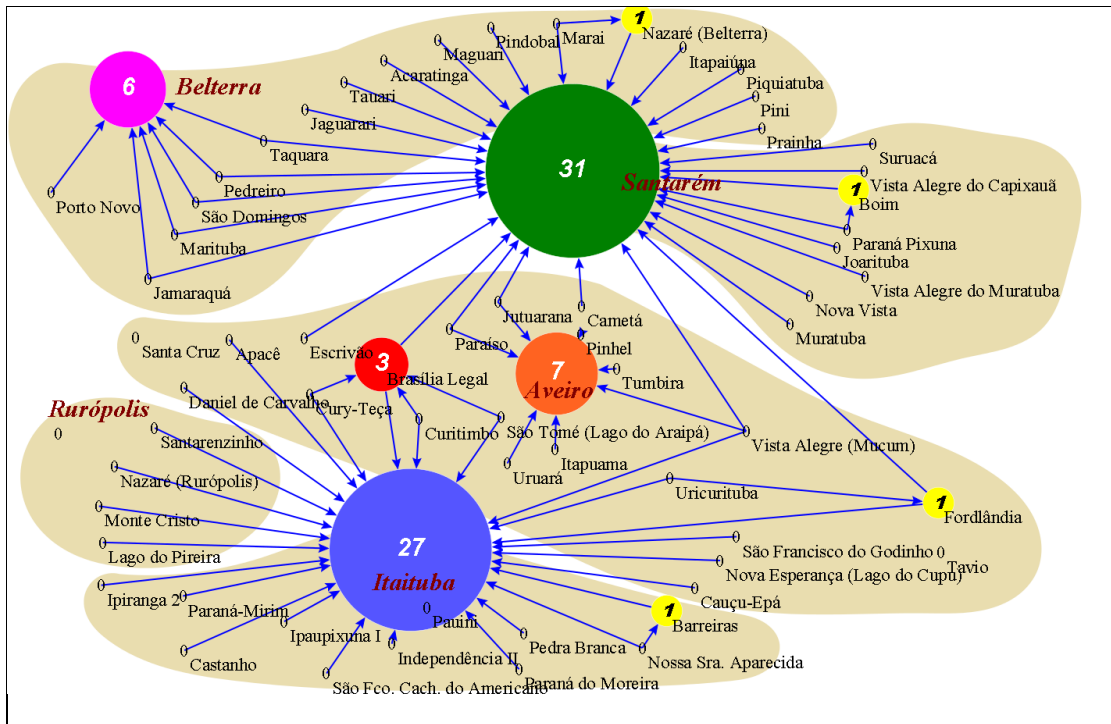 0 Marai
1 Nazaré (Belterra)
0 Pindobal
0 Maguari
0 Itapaiúna
0 Acaratinga
0 Piquiatuba
0 Tauari
0 Pini
6 Belterra
0 Jaguarari
0 Prainha
0 Taquara
0 Suruacá
31 Santarém
0 Vista Alegre do Capixauã
0 Pedreiro
1 Boim
0 Porto Novo
0 São Domingos
0 Paraná Pixuna
0 Marituba
0 Joarituba
0 Jamaraquá
0 Vista Alegre do Muratuba
0 Nova Vista
0 Jutuarana
0 Cametá
0 Muratuba
0 Santa Cruz
0 Apacê
0 Escrivão
0 Paraíso
0 Pinhel
3 Brasília Legal
7 Aveiro
0 Tumbira
0 Daniel de Carvalho
0 Cury-Teça
Rurópolis
0
0 Santarenzinho
0 Curitimbo
0 São Tomé (Lago do Araipá)
0 Vista Alegre (Muçum)
0 Uruará
0 Itapuama
0 Nazaré (Rurópolis)
0 Uricurituba
1 Fordlândia
0 Monte Cristo
0 Lago do Pireira
27 Itaituba
0 São Francisco do Godinho
0 Tavio
0 Nova Esperança (Lago do Cupu)
0 Ipiranga 2
0 Paraná-Mirim
0 Cauçu-Epá
0 Pauini
1 Barreiras
0 Ipaupixuna I
0 Independência II
0 Pedra Branca
0 Nossa Sra. Aparecida
0 Castanho
0 São Fco. Cach. do Americano
0 Paraná do Moreira